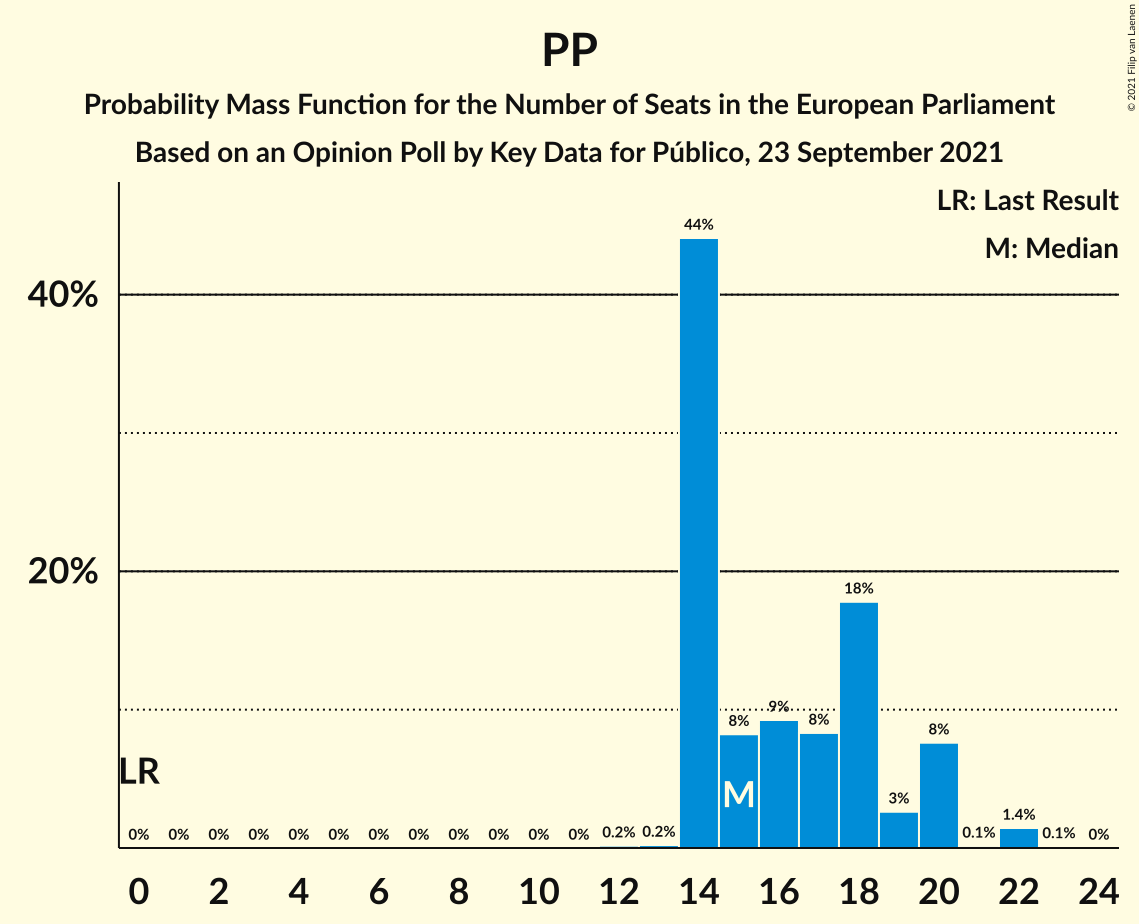 PP
Probability Mass Function for the Number of Seats in the European Parliament
Based on an Opinion Poll by Key Data for Público, 23 September 2021
© 2021 Filip van Laenen
LR: Last Result
M: Median
40%
20%
44%
18%
9%
8% 8% 8%
3%
1.4%
LR
M
0% 0% 0% 0% 0% 0% 0% 0% 0% 0% 0% 0% 0.2% 0.2% 0.1% 0.1% 0%
0 2 4 6 8 10 12 14 16 18 20 22 24